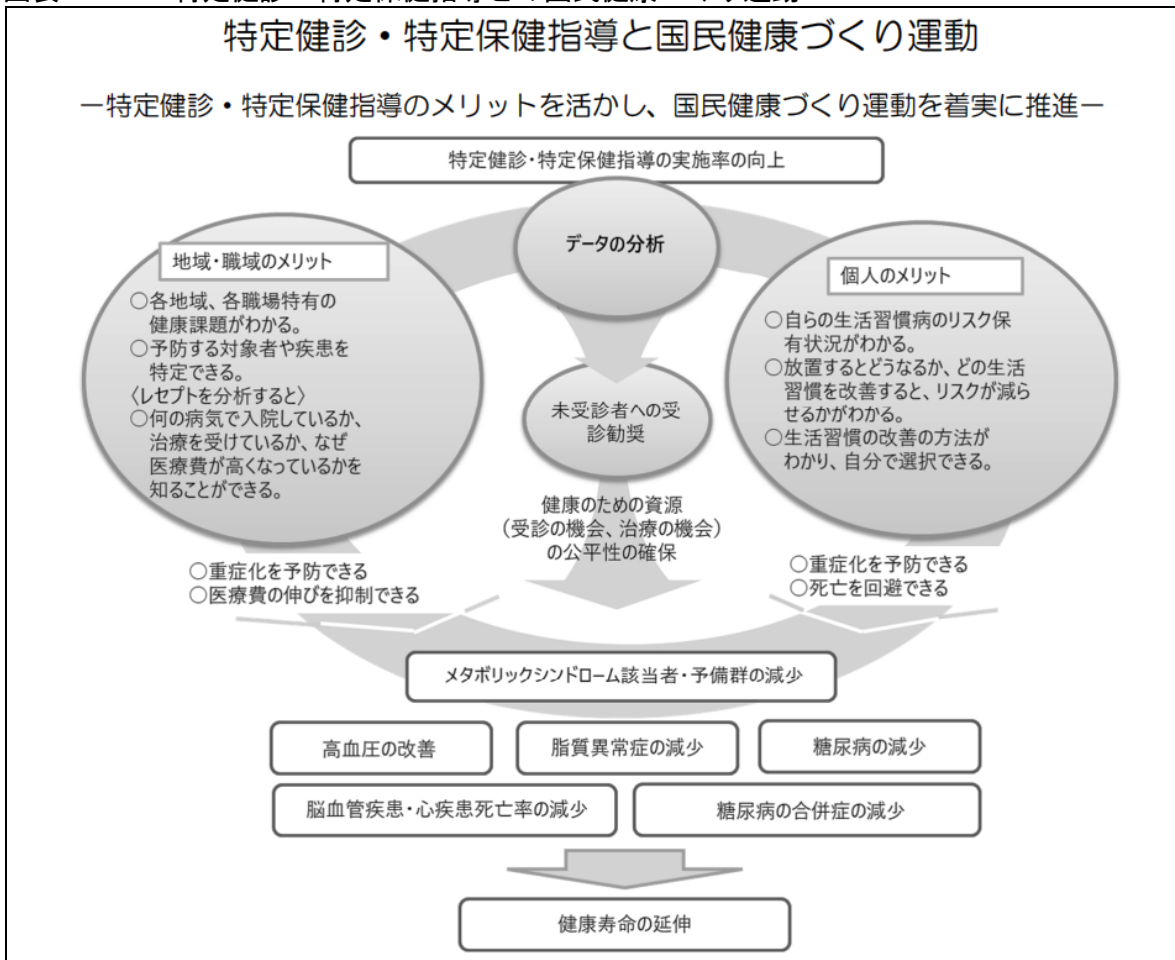 特定健診・特定保健指導と国民健康づくり運動
－特定健診・特定保健指導のメリットを活かし、国民健康づくり運動を着実に推進－
特定健診・特定保健指導の実施率の向上
データの分析
地域・職域のメリット
○各地域、各職場特有の
健康課題がわかる。
○予防する対象者や疾患を
特定できる。
〈レセプトを分析すると〉
○何の病気で入院しているか、
治療を受けているか、なぜ
医療費が高くなっているかを
知ることができる。
個人のメリット
○自らの生活習慣病のリスク保
有状況がわかる。
○放置するとどうなるか、どの生活
習慣を改善すると、リスクが減ら
せるかがわかる。
○生活習慣の改善の方法が
わかり、自分で選択できる。
未受診者への受
診勧奨
健康のための資源
（受診の機会、治療の機会）
の公平性の確保
○重症化を予防できる
○医療費の伸びを抑制できる
○重症化を予防できる
○死亡を回避できる
メタボリックシンドローム該当者・予備群の減少
高血圧の改善
脂質異常症の減少
糖尿病の減少
脳血管疾患・心疾患死亡率の減少
糖尿病の合併症の減少
健康寿命の延伸